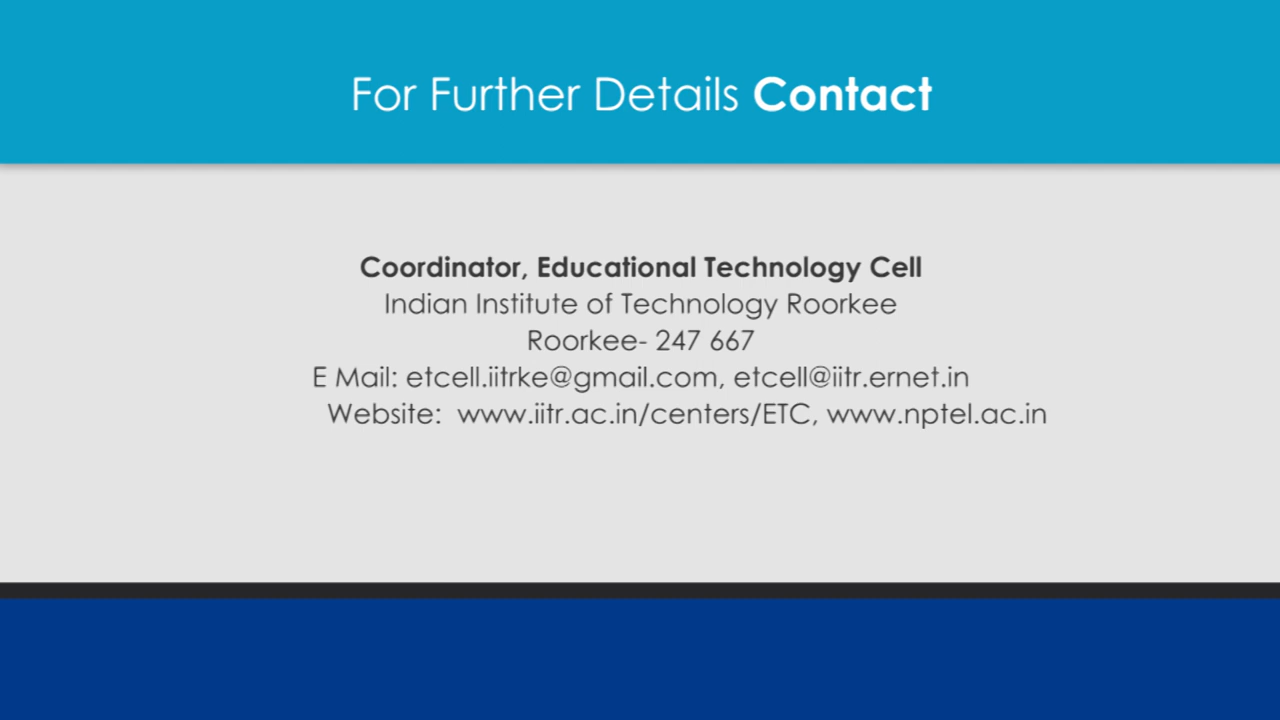 For Further Details Contact
Coordinator, Educational Technology Cell
Indian Institute of Technology Roorkee
Roorkee- 247 667
E Mail: etcell.iitrke@gmail.com, etcell@iitr.ernet.in
Website: www.iitr.ac.in/centers/ETC, www.nptel.ac.in